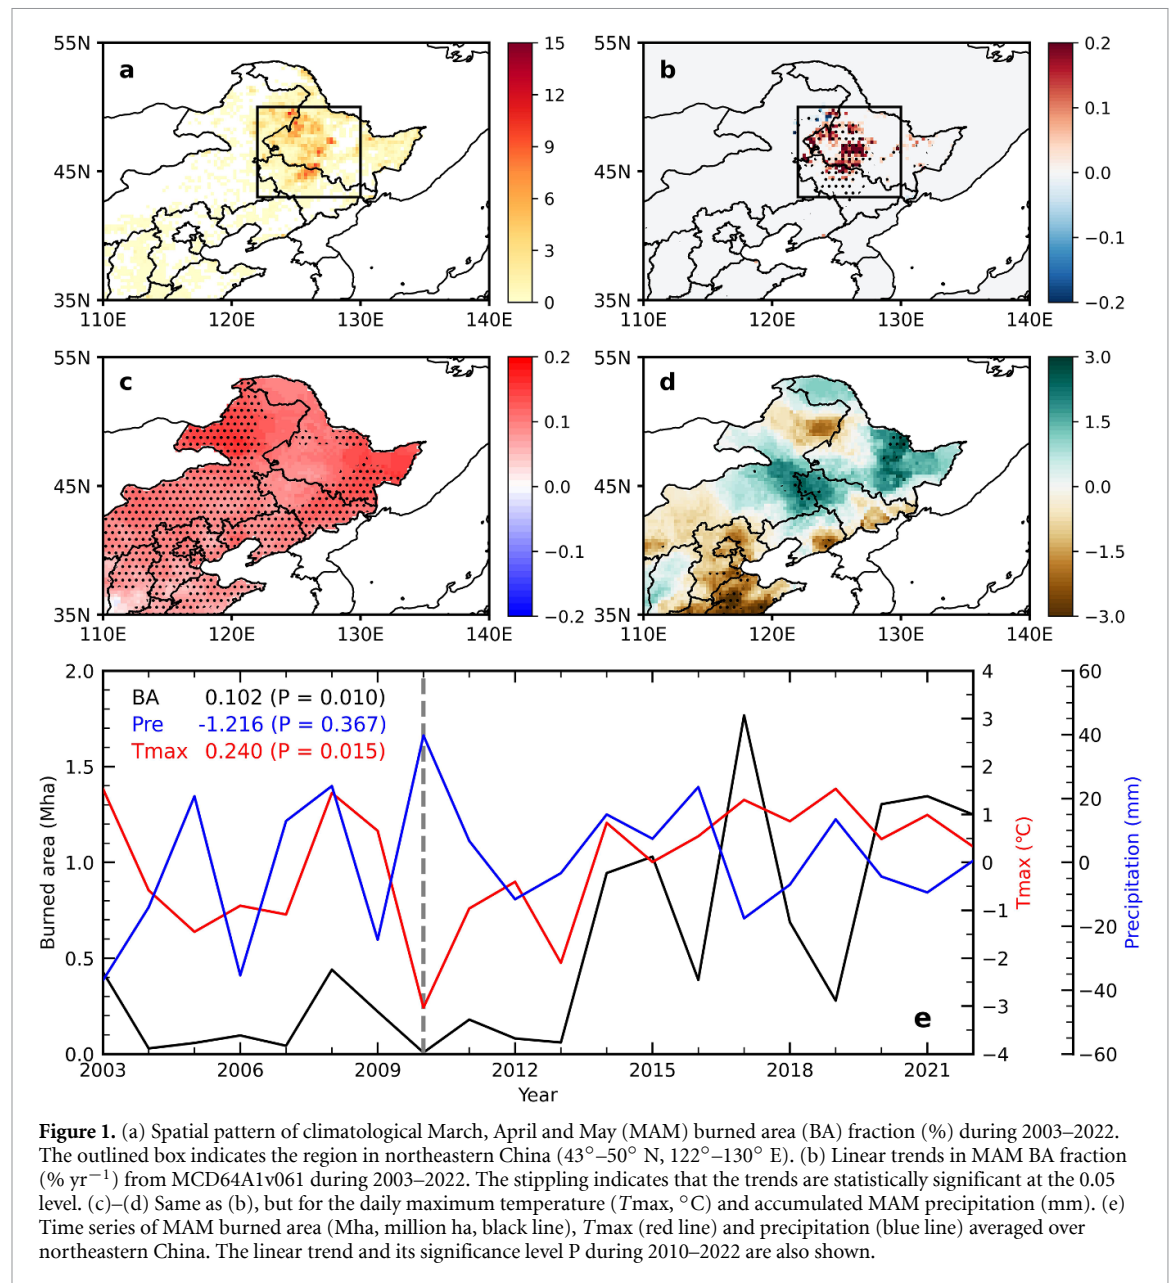 55N
45N
35N
110E 120E 130E 140E
a
15
12
9
6
3
0
55N
45N
35N
110E 120E 130E 140E
b
0.2
0.1
0.0
−0.1
−0.2
55N
45N
35N
110E 120E 130E 140E
c
0.2
0.1
0.0
−0.1
−0.2
55N
45N
35N
110E 120E 130E 140E
d
3.0
1.5
0.0
−1.5
−3.0
2.0
1.5
1.0
0.5
0.0
Burned area (Mha)
BA 0.102 (P = 0.010)
Pre -1.216 (P = 0.367)
Tmax 0.240 (P = 0.015)
e
2003 2006 2009 2012 2015 2018 2021
Year
4
3
2
1
0
−1
−2
−3
−4
Tmax (°C)
60
40
20
0
−20
−40
−60
Precipitation (mm)
Figure 1. (a) Spatial pattern of climatological March, April and May (MAM) burned area (BA) fraction (%) during 2003–2022.
The outlined box indicates the region in northeastern China (43°–50° N, 122°–130° E). (b) Linear trends in MAM BA fraction
(% yr−1) from MCD64A1v061 during 2003–2022. The stippling indicates that the trends are statistically significant at the 0.05
level. (c)–(d) Same as (b), but for the daily maximum temperature (Tmax, °C) and accumulated MAM precipitation (mm). (e)
Time series of MAM burned area (Mha, million ha, black line), Tmax (red line) and precipitation (blue line) averaged over
northeastern China. The linear trend and its significance level P during 2010–2022 are also shown.